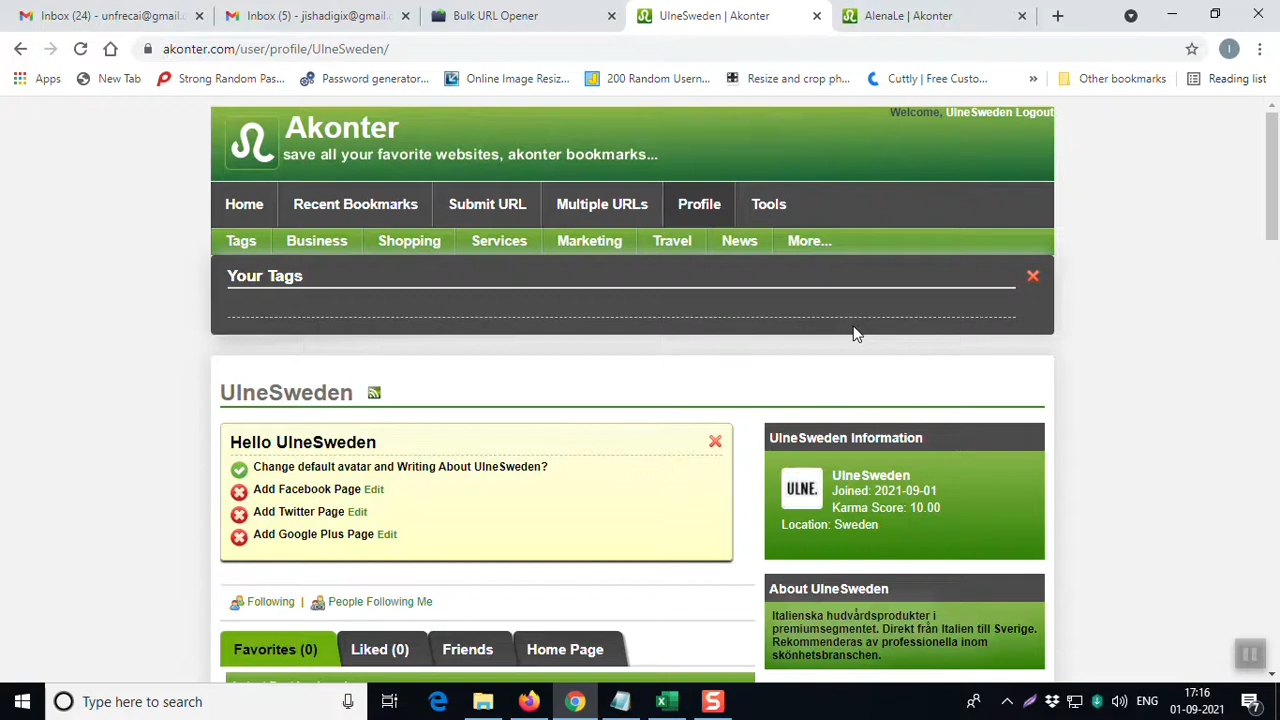 Inbox (24) - unfrecai@gmail.c
Inbox (5) - jishadigix@gmail.c
Bulk URL Opener
UlneSweden | Akonter
AlenaLe | Akonter
akonter.com/user/profile/UlneSweden/
I
Apps
New Tab
Strong Random Pas...
Password generator...
Online Image Resiz...
200 Random Usern...
Resize and crop ph...
Cuttly | Free Custo...
»
Other bookmarks
Reading list
Welcome, UlneSweden Logout
Akonter
save all your favorite websites, akonter bookmarks...
Home
Recent Bookmarks
Submit URL
Multiple URLs
Profile
Tools
Tags
Business
Shopping
Services
Marketing
Travel
News
More...
Your Tags
UlneSweden
Hello UlneSweden
Change default avatar and Writing About UlneSweden?
Add Facebook Page Edit
Add Twitter Page Edit
Add Google Plus Page Edit
UlneSweden Information
ULNE.
UlneSweden
Joined: 2021-09-01
Karma Score: 10.00
Location: Sweden
Following | People Following Me
About UlneSweden
Italienska hudvårdsprodukter i
premiumsegmentet. Direkt från Italien till Sverige.
Rekommenderas av professionella inom
skönhetsbranschen.
Favorites (0)
Liked (0)
Friends
Home Page
Type here to search
ENG
17:16
01-09-2021
7